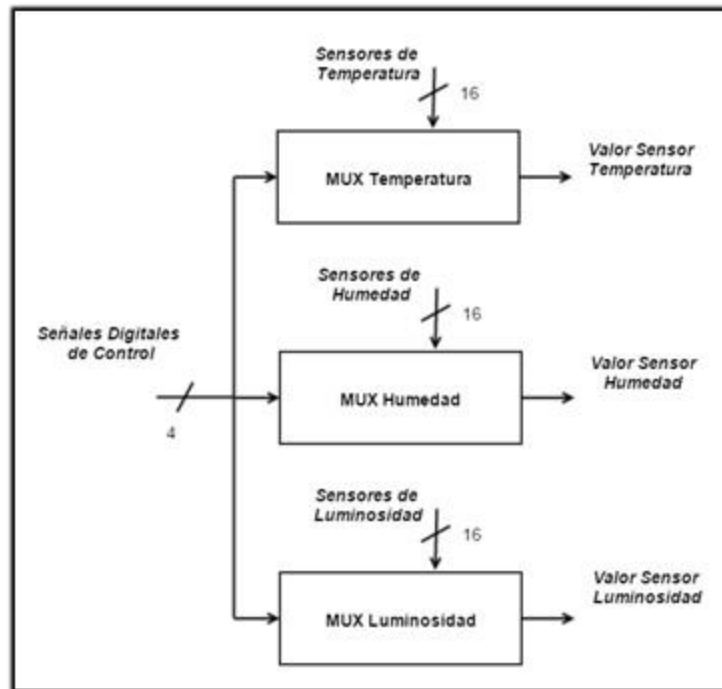 Sensores de
Temperatura
16
MUX Temperatura
Valor Sensor
Temperatura
Sensores de
Humedad
16
Señales Digitales
de Control
4
MUX Humedad
Valor Sensor
Humedad
Sensores de
Luminosidad
16
MUX Luminosidad
Valor Sensor
Luminosidad